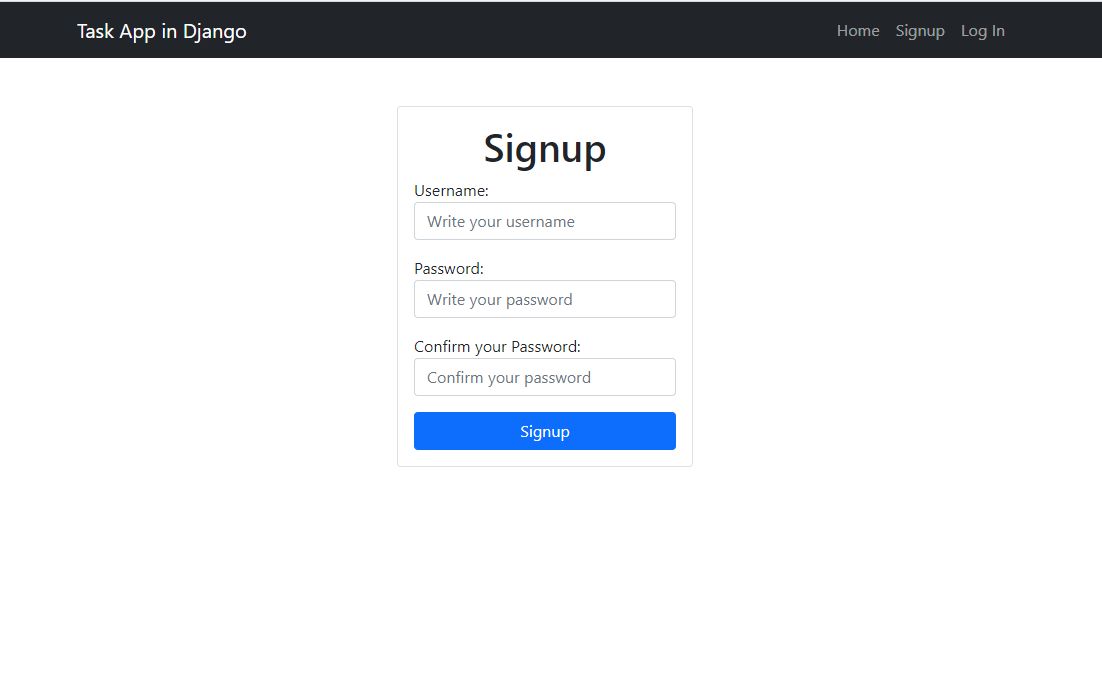 Task App in Django
Home Signup Log In
Signup
Username:
Write your username
Password:
Write your password
Confirm your Password:
Confirm your password
Signup